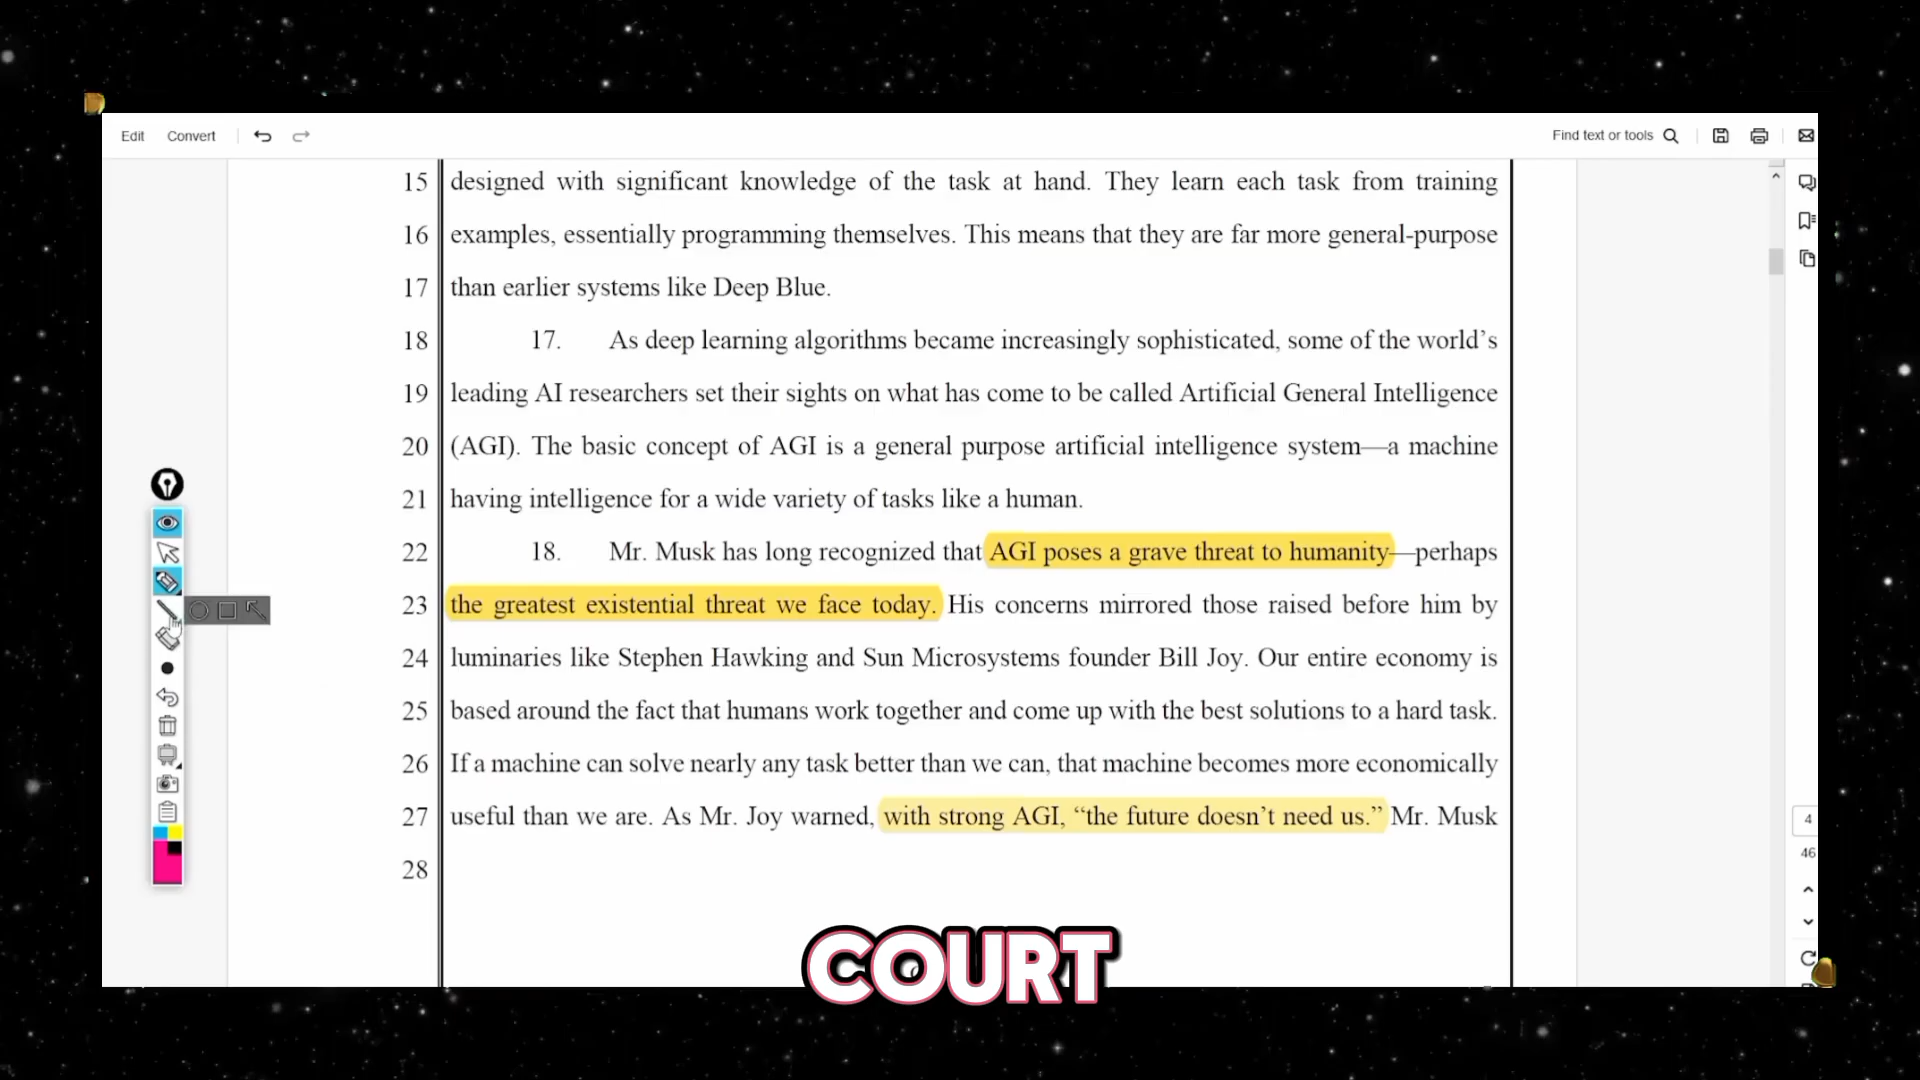 Edit Convert Find text or tools
15 designed with significant knowledge of the task at hand. They learn each task from training
16 examples, essentially programming themselves. This means that they are far more general-purpose
17 than earlier systems like Deep Blue.
18 17. As deep learning algorithms became increasingly sophisticated, some of the world’s
19 leading AI researchers set their sights on what has come to be called Artificial General Intelligence
20 (AGI). The basic concept of AGI is a general purpose artificial intelligence system—a machine
21 having intelligence for a wide variety of tasks like a human.
22 18. Mr. Musk has long recognized that AGI poses a grave threat to humanity—perhaps
23 the greatest existential threat we face today. His concerns mirrored those raised before him by
24 luminaries like Stephen Hawking and Sun Microsystems founder Bill Joy. Our entire economy is
25 based around the fact that humans work together and come up with the best solutions to a hard task.
26 If a machine can solve nearly any task better than we can, that machine becomes more economically
27 useful than we are. As Mr. Joy warned, with strong AGI, “the future doesn’t need us.” Mr. Musk
4
46
28
COURT